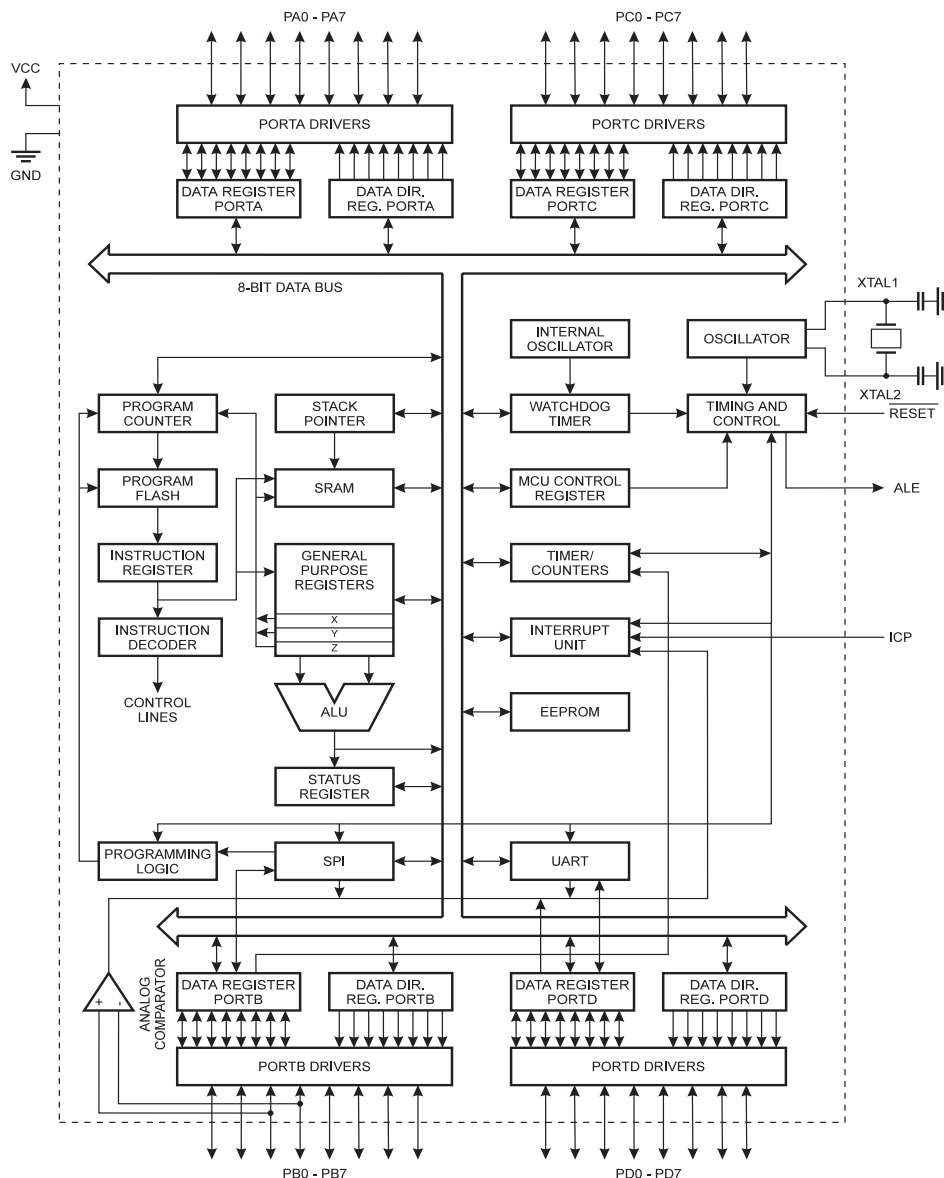 PA0 - PA7
PC0 - PC7
VCC
GND
PORTA DRIVERS
PORTC DRIVERS
DATA REGISTER
PORTA
DATA DIR.
REG. PORTA
DATA REGISTER
PORTC
DATA DIR.
REG. PORTC
8-BIT DATA BUS
XTAL1
INTERNAL
OSCILLATOR
OSCILLATOR
XTAL2
PROGRAM
COUNTER
STACK
POINTER
WATCHDOG
TIMER
TIMING AND
CONTROL
RESET
PROGRAM
FLASH
SRAM
MCU CONTROL
REGISTER
ALE
INSTRUCTION
REGISTER
GENERAL
PURPOSE
REGISTERS
X
Y
Z
TIMER/
COUNTERS
INSTRUCTION
DECODER
INTERRUPT
UNIT
ICP
CONTROL
LINES
ALU
EEPROM
STATUS
REGISTER
PROGRAMMING
LOGIC
SPI
UART
ANALOG
COMPARATOR
+
-
DATA REGISTER
PORTB
DATA DIR.
REG. PORTB
DATA REGISTER
PORTD
DATA DIR.
REG. PORTD
PORTB DRIVERS
PORTD DRIVERS
PB0 - PB7
PD0 - PD7